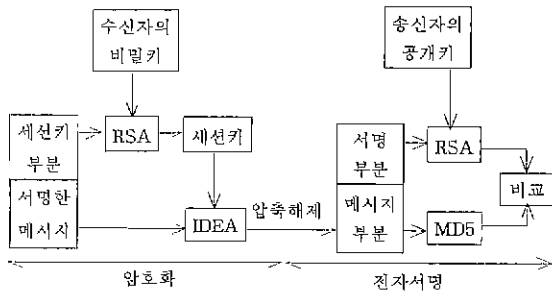 수신자의
비밀키
송신자의
공개키
세션키
부분
RSA
세션키
서명
부분
RSA
비교
서명한
메시지
IDEA
압축해제
메시지
부분
MD5
암호화
전자서명